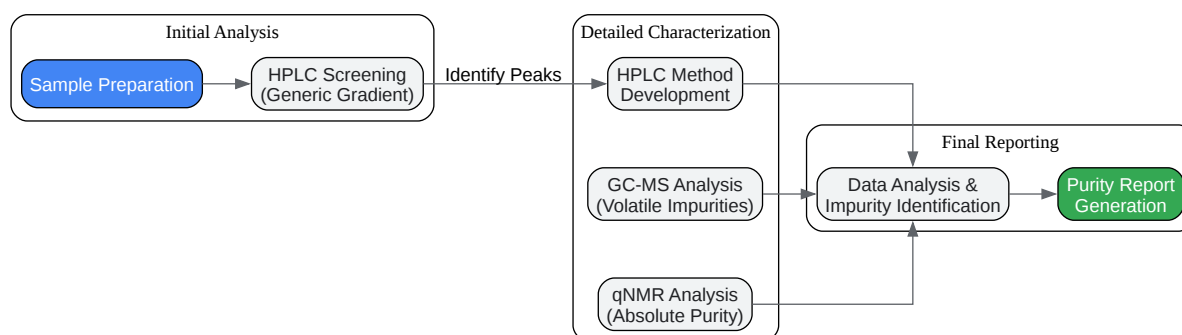 Initial Analysis
Sample Preparation
HPLC Screening
(Generic Gradient)
Identify Peaks
Detailed Characterization
HPLC Method
Development
GC-MS Analysis
(Volatile Impurities)
qNMR Analysis
(Absolute Purity)
Final Reporting
Data Analysis &
Impurity Identification
Purity Report
Generation